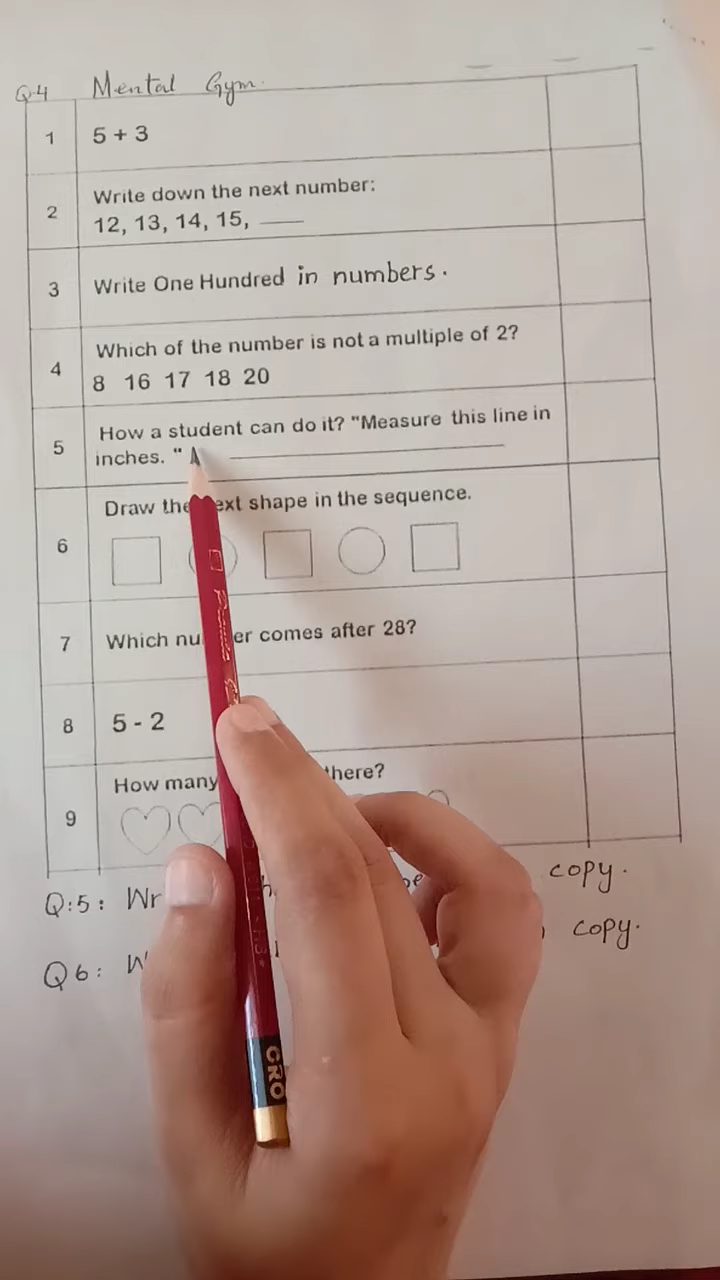 Q.4 Mental Gym.
1 5 + 3
2 Write down the next number:
12, 13, 14, 15,
3 Write One Hundred in numbers.
4 Which of the number is not a multiple of 2?
8 16 17 18 20
5 How a student can do it? "Measure this line in
inches. "
6 Draw the ext shape in the sequence.
7 Which nu er comes after 28?
8 5 - 2
9 How many there?
Q:5: Wr copy.
Q6: W copy.
CRO